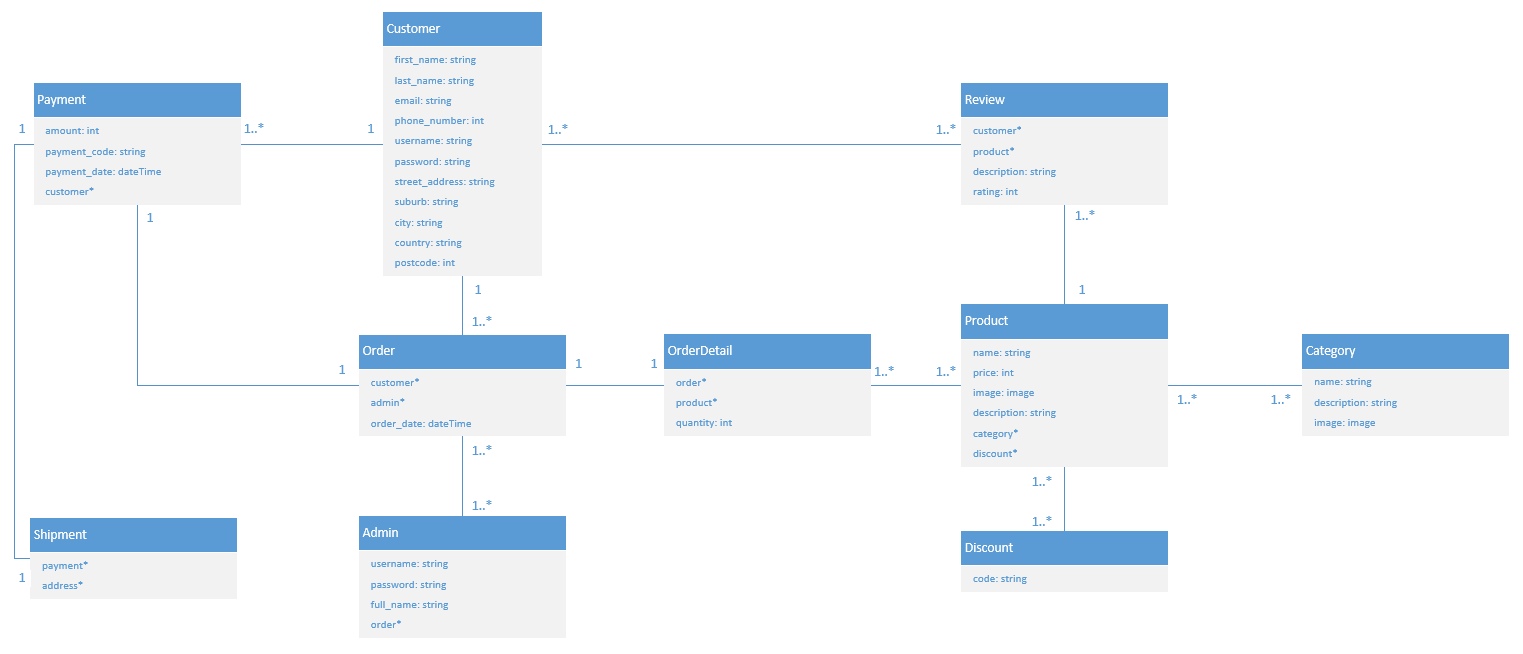 Customer
first_name: string
last_name: string
email: string
phone_number: int
username: string
password: string
street_address: string
suburb: string
city: string
country: string
postcode: int
Payment
amount: int
payment_code: string
payment_date: dateTime
customer*
Review
customer*
product*
description: string
rating: int
1
1..*
1
1..*
1..*
1
1..*
1
1
1..*
Order
customer*
admin*
order_date: dateTime
OrderDetail
order*
product*
quantity: int
Product
name: string
price: int
image: image
description: string
category*
discount*
Category
name: string
description: string
image: image
1
1
1
1..*
1..*
1..*
1..*
1..*
1..*
1..*
1..*
Shipment
payment*
address*
1
Admin
username: string
password: string
full_name: string
order*
Discount
code: string